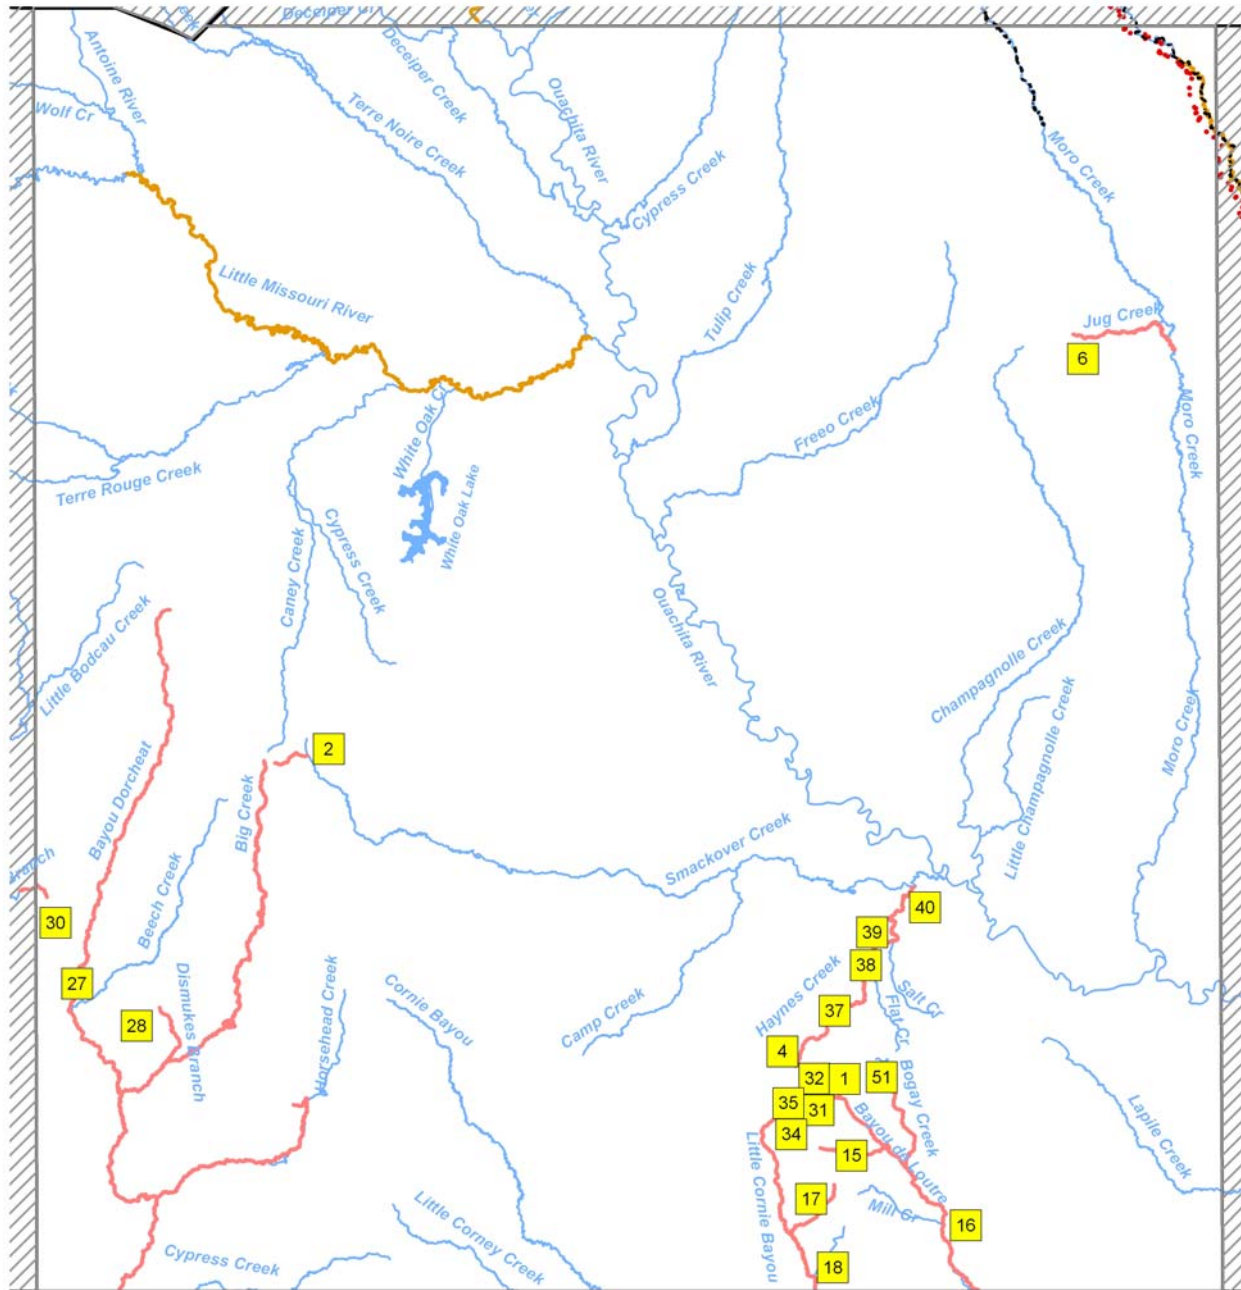 Creek
Deceiper Cr
Antoine River
Deceiper Creek
Ouachita River
Wolf Cr
Terre Noire Creek
Moro Creek
Cypress Creek
Little Missouri River
Tulip Creek
Jug Creek
6
White Oak Cr
Freeo Creek
Moro Creek
Terre Rouge Creek
White Oak Lake
Caney Creek
Cypress Creek
Little Bodcau Creek
Ouachita River
Champagnolle Creek
Little Champagnolle Creek
Moro Creek
2
Bayou Dorcheat
Big Creek
Smackover Creek
Beech Creek
30
40
39
38
27
Dismukes Branch
Horsehead Creek
Cornie Bayou
Camp Creek
Haynes Creek
Salt Cr
Flat Cr
28
37
4
32
1
51
Bogay Creek
35
31
34
Bayou de Loutre
Lapile Creek
15
Little Cornie Bayou
17
Mill Cr
16
Little Corney Creek
Cypress Creek
18